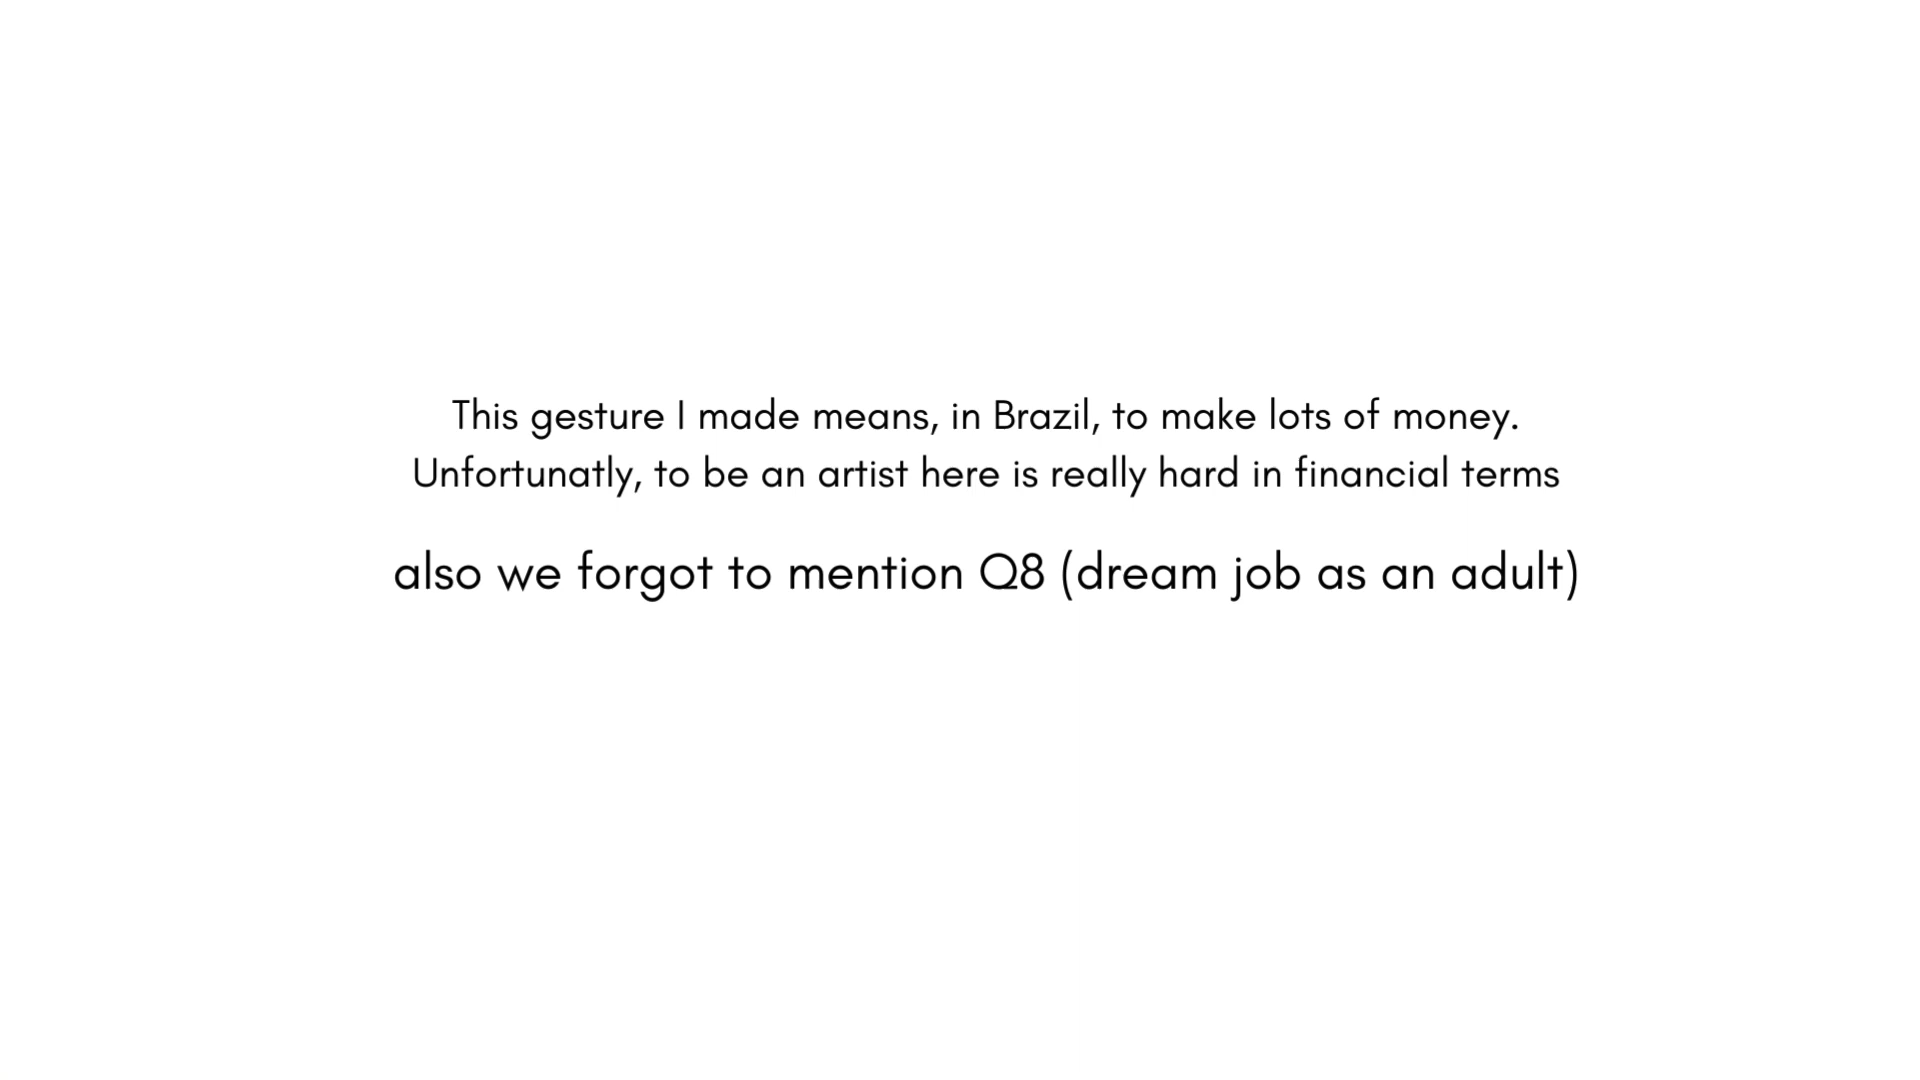 This gesture I made means, in Brazil, to make lots of money.
Unfortunatly, to be an artist here is really hard in financial terms
also we forgot to mention Q8 (dream job as an adult)